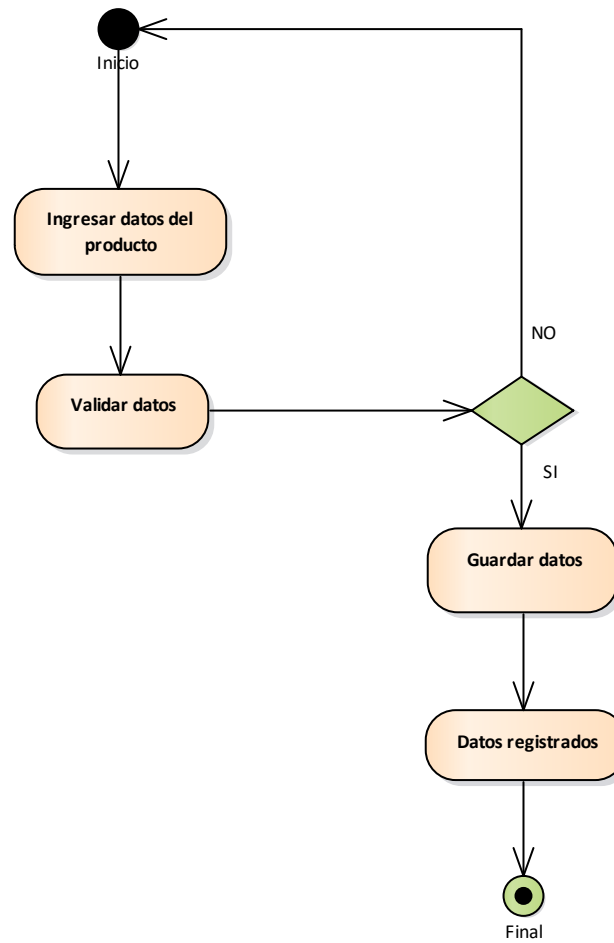 Inicio
Ingresar datos del
producto
NO
Validar datos
SI
Guardar datos
Datos registrados
Final